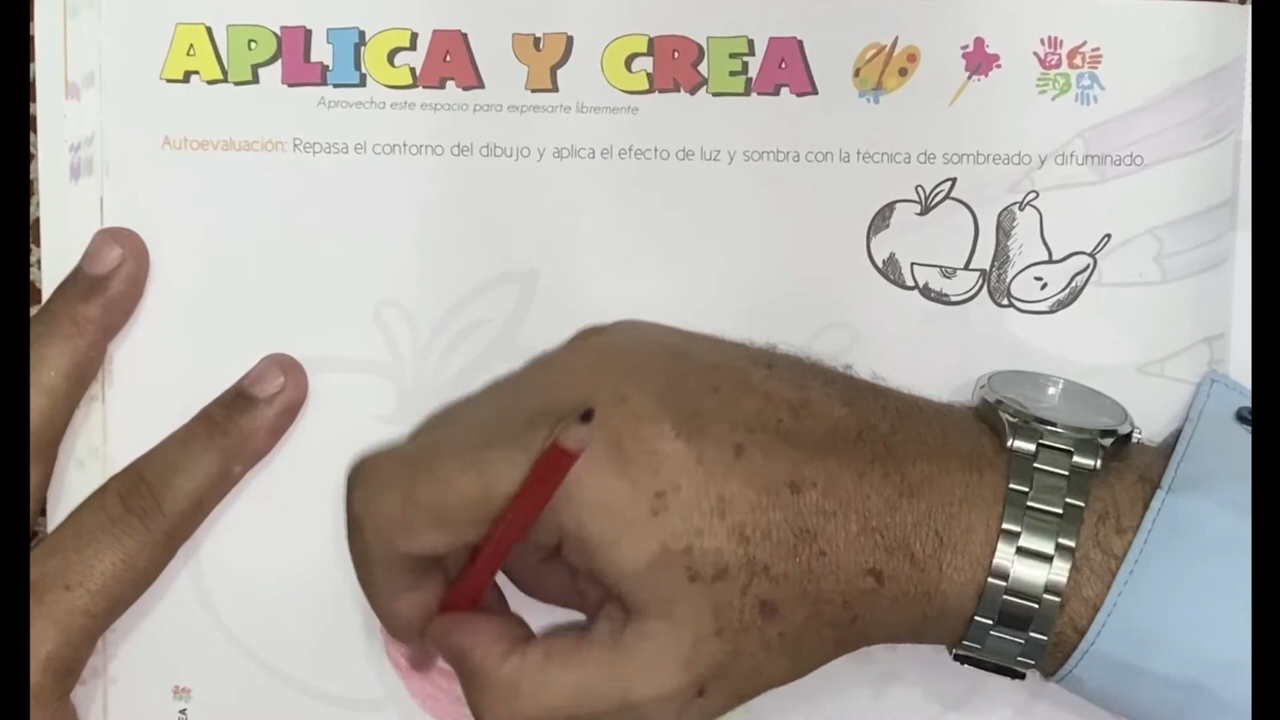 APLICA Y CREA
Aprovecha este espacio para expresarte libremente
Autoevaluación: Repasa el contorno del dibujo y aplica el efecto de luz y sombra con la técnica de sombreado y difuminado.
EA